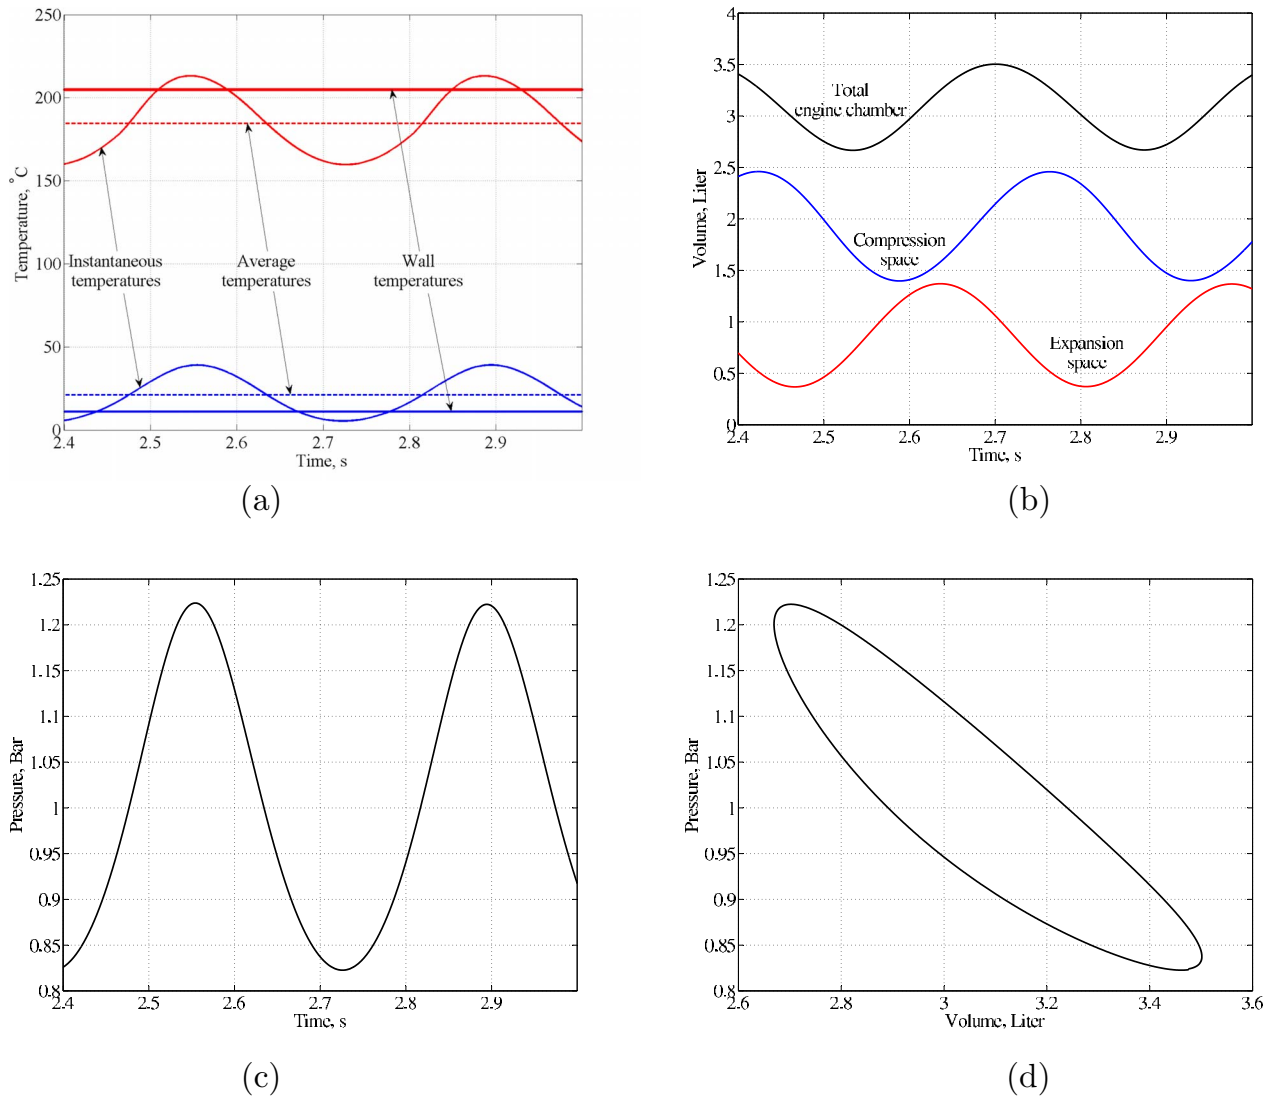 250
200
150
100
50
0
Temperature, °C
Instantaneous
temperatures
Average
temperatures
Wall
temperatures
2.4 2.5 2.6 2.7 2.8 2.9
Time, s
(a)
4
3.5
3
2.5
2
1.5
1
0.5
0
Volume, Liter
Total
engine chamber
Compression
space
Expansion
space
2.4 2.5 2.6 2.7 2.8 2.9
Time, s
(b)
1.25
1.2
1.15
1.1
1.05
1
0.95
0.9
0.85
0.8
Pressure, Bar
2.4 2.5 2.6 2.7 2.8 2.9
Time, s
(c)
1.25
1.2
1.15
1.1
1.05
1
0.95
0.9
0.85
0.8
Pressure, Bar
2.6 2.8 3 3.2 3.4 3.6
Volume, Liter
(d)